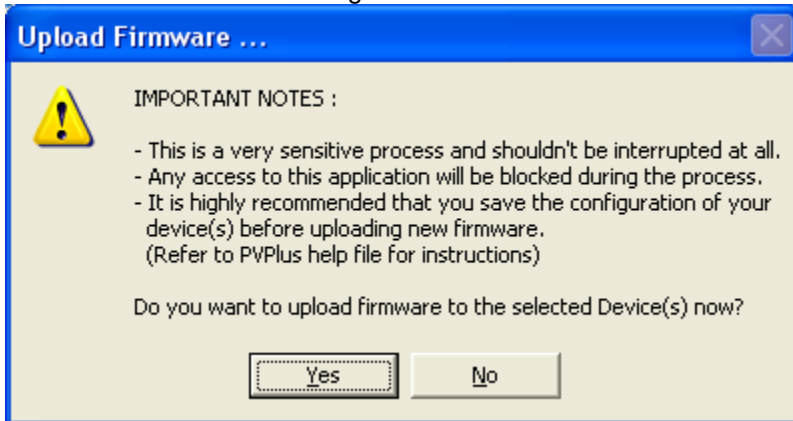 Upload Firmware ...
IMPORTANT NOTES :
- This is a very sensitive process and shouldn't be interrupted at all.
- Any access to this application will be blocked during the process.
- It is highly recommended that you save the configuration of your
device(s) before uploading new firmware.
(Refer to PVPlus help file for instructions)
Do you want to upload firmware to the selected Device(s) now?
Yes No